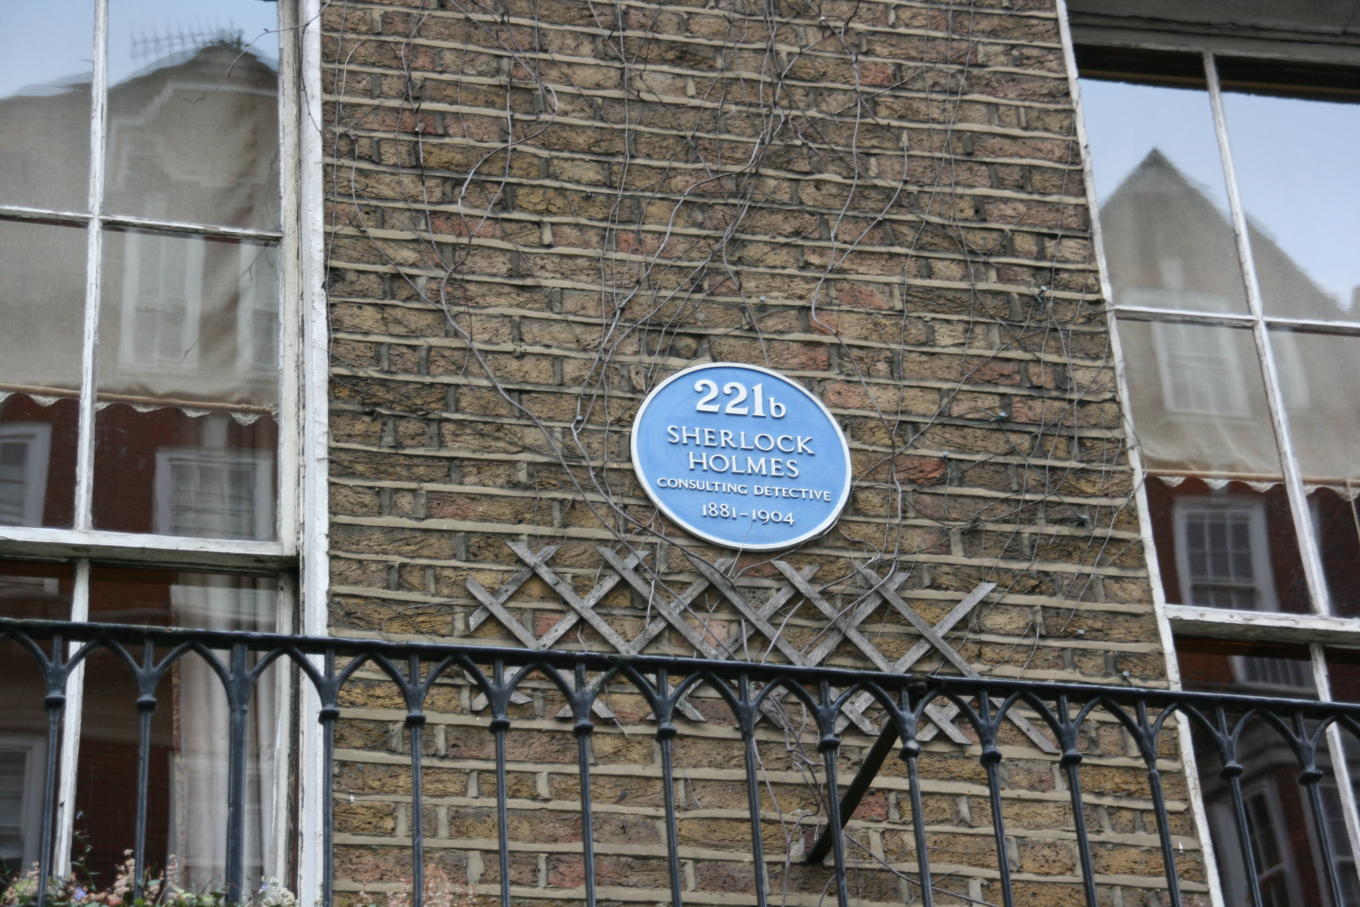 221b
SHERLOCK
HOLMES
CONSULTING DETECTIVE
1881-1904